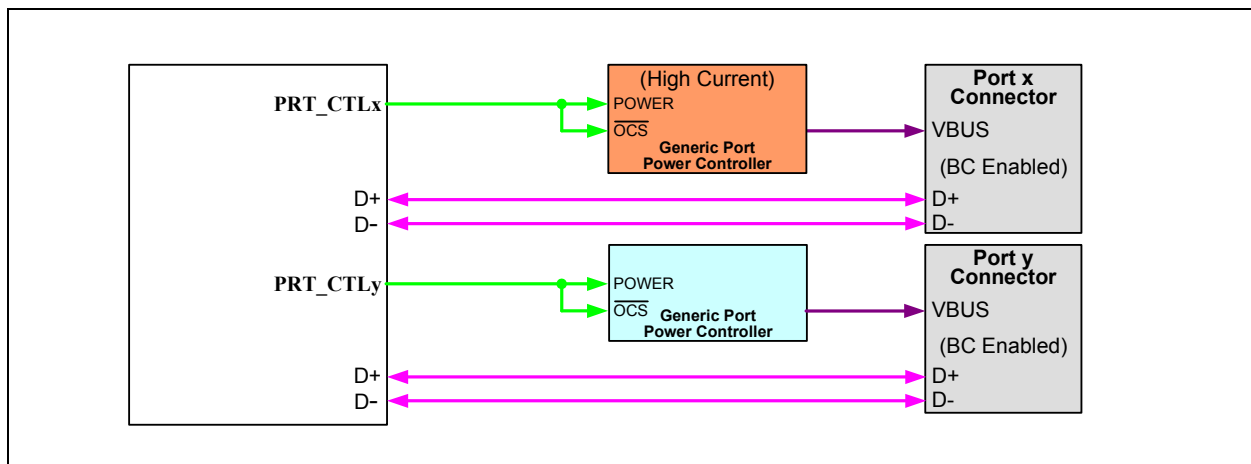 (High Current)
PRT_CTLx
POWER
OCS
Generic Port
Power Controller
Port x
Connector
VBUS
(BC Enabled)
D+
D-
D+
D-
PRT_CTLy
POWER
OCS
Generic Port
Power Controller
Port y
Connector
VBUS
(BC Enabled)
D+
D-
D+
D-